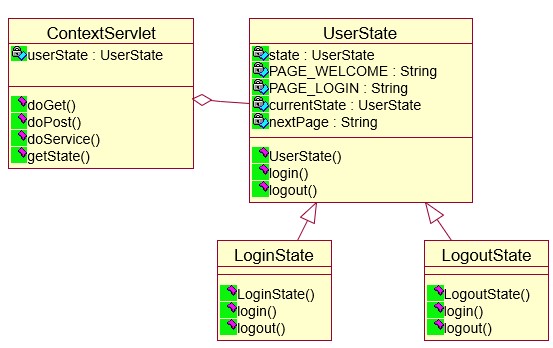 ContextServlet
userState : UserState
doGet()
doPost()
doService()
getState()
UserState
state : UserState
PAGE_WELCOME : String
PAGE_LOGIN : String
currentState : UserState
nextPage : String
UserState()
login()
logout()
LoginState
LoginState()
login()
logout()
LogoutState
LogoutState()
login()
logout()